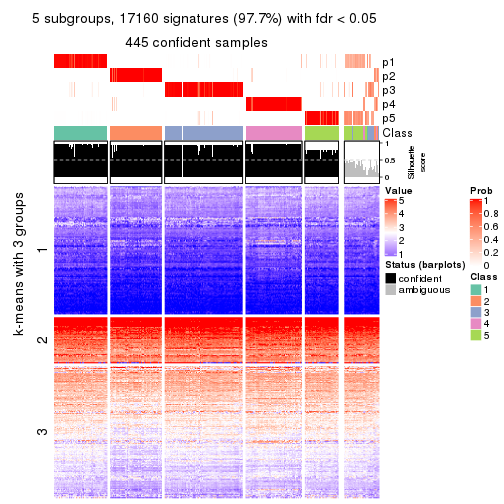 5 subgroups, 17160 signatures (97.7%) with fdr < 0.05
445 confident samples
p1
p2
p3
p4
p5
Class
1
0.5
0
Silhouette
score
k-means with 3 groups
1
2
3
Value
5
4
3
2
1
Status (barplots)
confident
ambiguous
Prob
1
0.8
0.6
0.4
0.2
0
Class
1
2
3
4
5